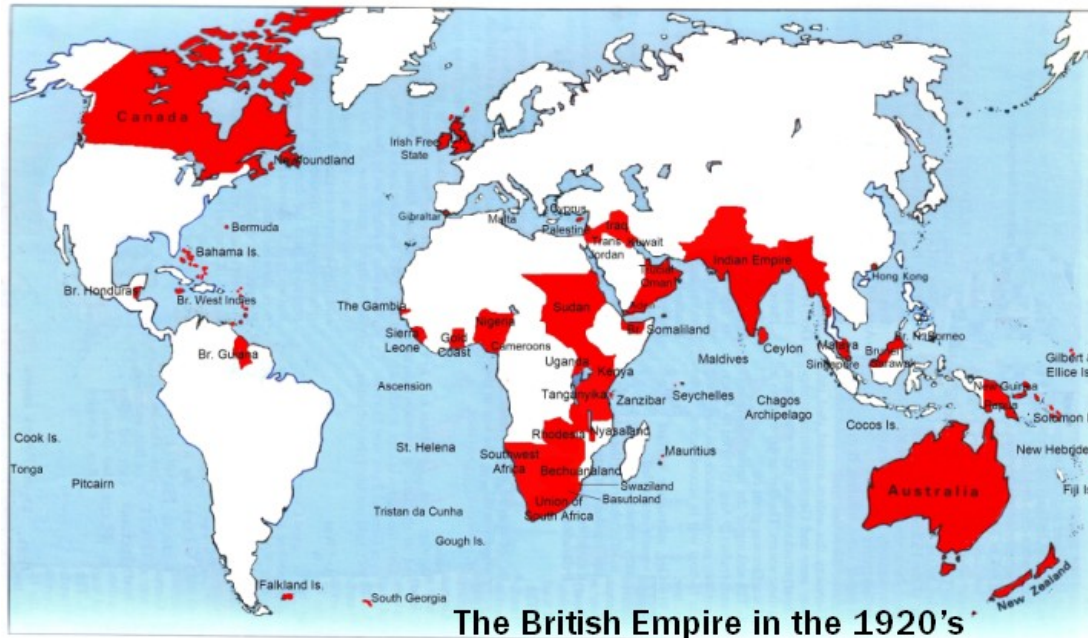 Canada
Newfoundland
Irish Free
State
Gibraltar
Malta
Cyprus
Palestine
Iraq
Trans
Jordan
Kuwait
Trucial
Oman
Aden
Indian Empire
Hong Kong
Bermuda
Bahama Is.
Br. Honduras
Br. West Indies
Br. Guiana
The Gambia
Sierra
Leone
Gold
Coast
Nigeria
Cameroons
Sudan
Br. Somaliland
Uganda
Kenya
Tanganyika
Zanzibar
Seychelles
Maldives
Ceylon
Chagos
Archipelago
Malaya
Singapore
Brunei
Sarawak
Br. N. Borneo
Gilbert &
Ellice Is.
New Guinea
Papua
Solomon I
Cocos Is.
New Hebride
Fiji Is
Ascension
St. Helena
Rhodesia
Nyasaland
Mauritius
Southwest
Africa
Bechuanaland
Swaziland
Basutoland
Union of
South Africa
Tristan da Cunha
Gough Is.
Cook Is.
Tonga
Pitcairn
Australia
New Zealand
Falkland Is.
South Georgia
The British Empire in the 1920's